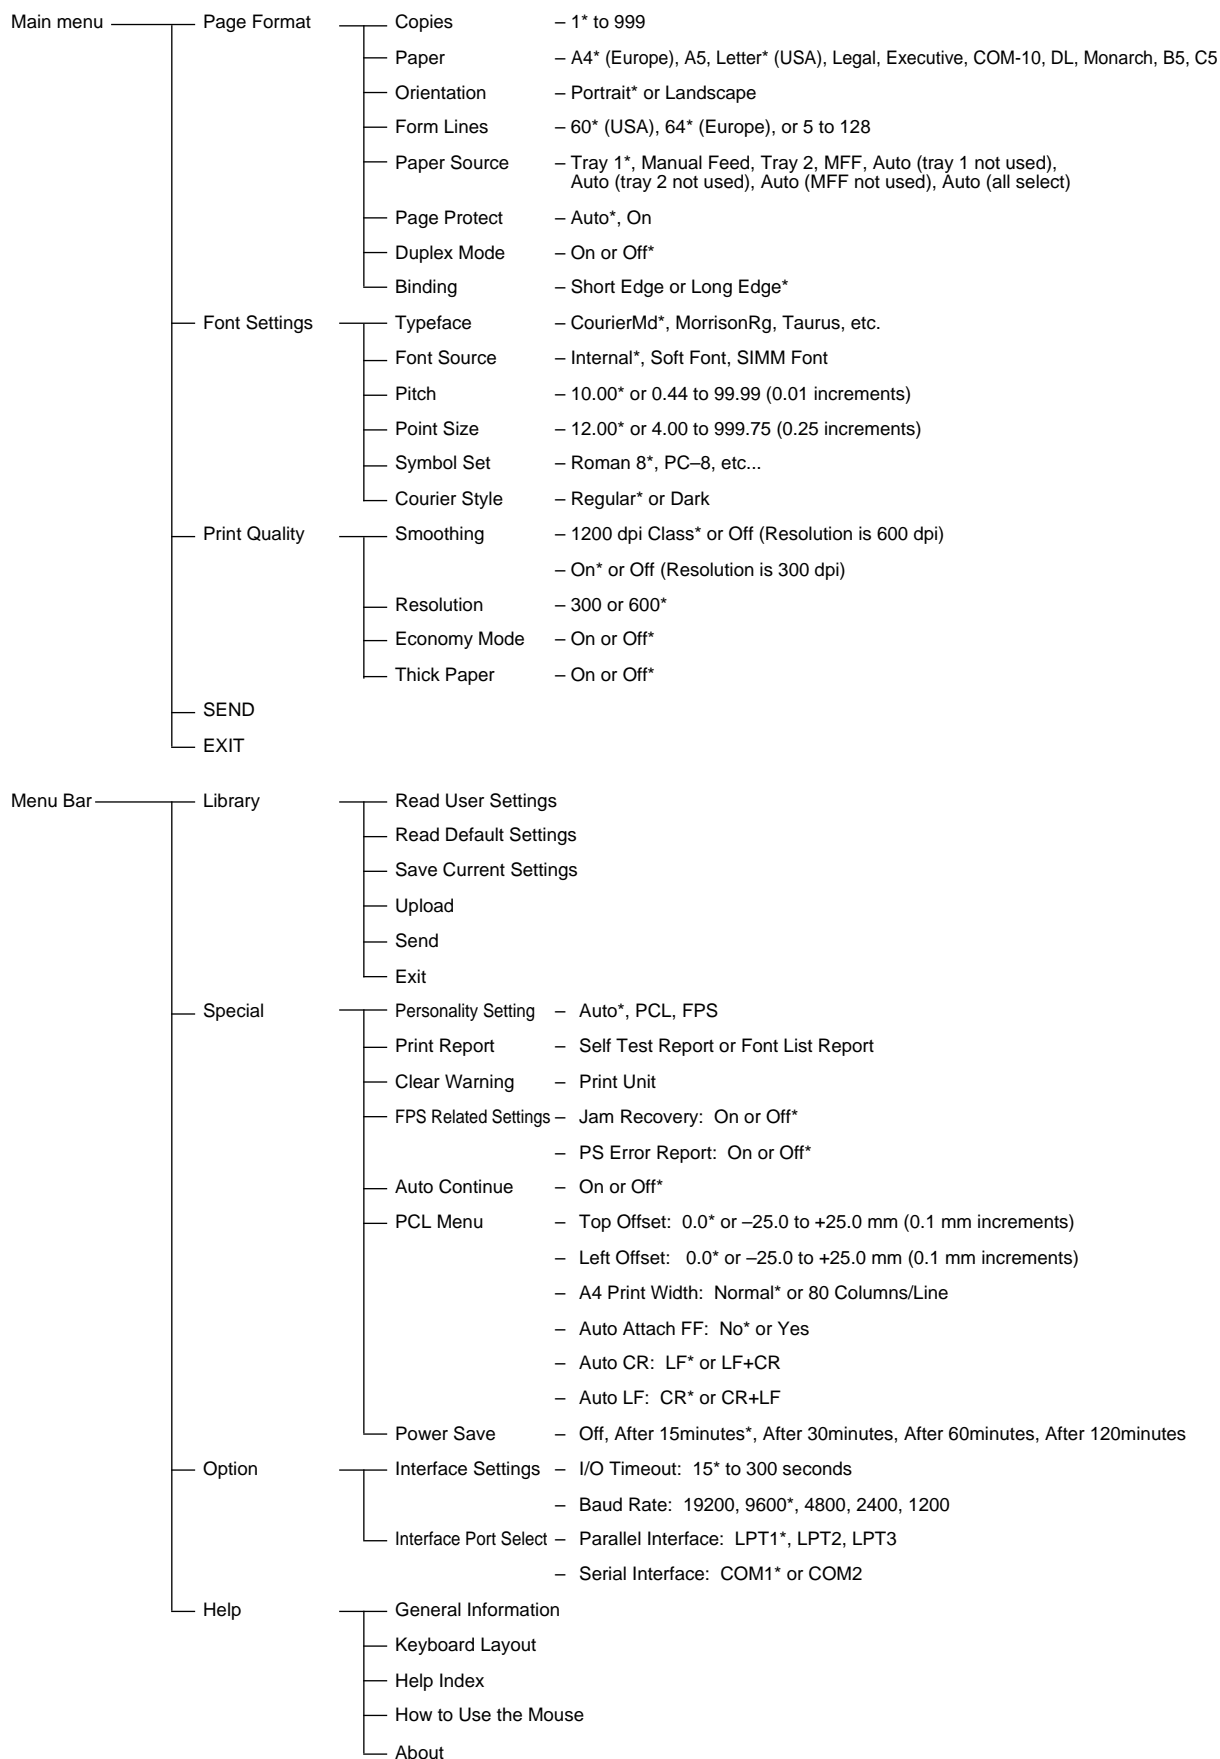 Main menu Page Format Copies – 1* to 999
Paper – A4* (Europe), A5, Letter* (USA), Legal, Executive, COM-10, DL, Monarch, B5, C5
Orientation – Portrait* or Landscape
Form Lines – 60* (USA), 64* (Europe), or 5 to 128
Paper Source – Tray 1*, Manual Feed, Tray 2, MFF, Auto (tray 1 not used),
Auto (tray 2 not used), Auto (MFF not used), Auto (all select)
Page Protect – Auto*, On
Duplex Mode – On or Off*
Binding – Short Edge or Long Edge*
Font Settings Typeface – CourierMd*, MorrisonRg, Taurus, etc.
Font Source – Internal*, Soft Font, SIMM Font
Pitch – 10.00* or 0.44 to 99.99 (0.01 increments)
Point Size – 12.00* or 4.00 to 999.75 (0.25 increments)
Symbol Set – Roman 8*, PC–8, etc...
Courier Style – Regular* or Dark
Print Quality Smoothing – 1200 dpi Class* or Off (Resolution is 600 dpi)
– On* or Off (Resolution is 300 dpi)
Resolution – 300 or 600*
Economy Mode – On or Off*
Thick Paper – On or Off*
SEND
EXIT
Menu Bar Library Read User Settings
Read Default Settings
Save Current Settings
Upload
Send
Exit
Special Personality Setting – Auto*, PCL, FPS
Print Report – Self Test Report or Font List Report
Clear Warning – Print Unit
FPS Related Settings – Jam Recovery: On or Off*
– PS Error Report: On or Off*
Auto Continue – On or Off*
PCL Menu – Top Offset: 0.0* or –25.0 to +25.0 mm (0.1 mm increments)
– Left Offset: 0.0* or –25.0 to +25.0 mm (0.1 mm increments)
– A4 Print Width: Normal* or 80 Columns/Line
– Auto Attach FF: No* or Yes
– Auto CR: LF* or LF+CR
– Auto LF: CR* or CR+LF
Power Save – Off, After 15minutes*, After 30minutes, After 60minutes, After 120minutes
Option Interface Settings – I/O Timeout: 15* to 300 seconds
– Baud Rate: 19200, 9600*, 4800, 2400, 1200
Interface Port Select – Parallel Interface: LPT1*, LPT2, LPT3
– Serial Interface: COM1* or COM2
Help General Information
Keyboard Layout
Help Index
How to Use the Mouse
About